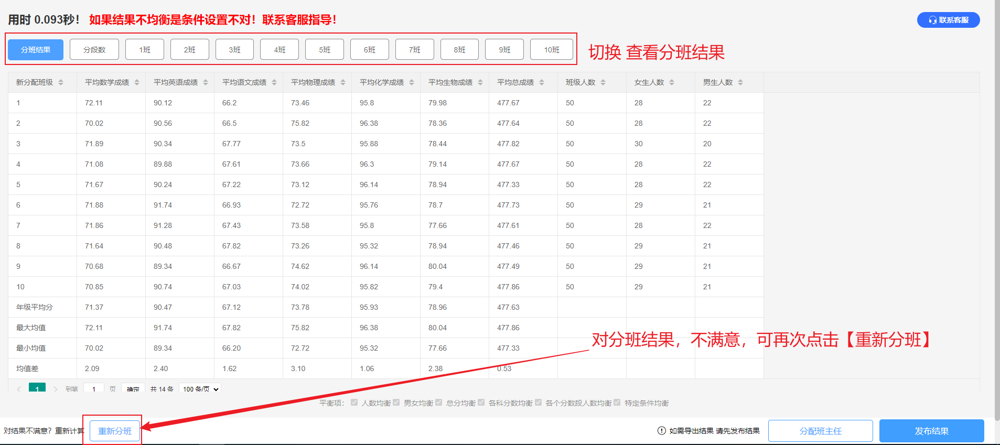 用时 0.093秒！ 如果结果不均衡是条件设置不对！联系客服指导！
联系客服
分班结果 分段数 1班 2班 3班 4班 5班 6班 7班 8班 9班 10班
切换 查看分班结果
新分配班级 平均数学成绩 平均英语成绩 平均语文成绩 平均物理成绩 平均化学成绩 平均生物成绩 平均总成绩 班级人数 女生人数 男生人数
1 72.11 90.12 66.2 73.46 95.8 79.98 477.67 50 28 22
2 70.02 90.56 66.5 75.82 96.38 78.36 477.64 50 28 22
3 71.89 90.34 67.77 73.5 95.88 78.44 477.82 50 30 20
4 71.08 89.88 67.61 73.66 96.3 79.14 477.67 50 28 22
5 71.67 90.24 67.22 73.12 96.14 78.94 477.33 50 28 22
6 71.88 91.74 66.93 72.72 95.76 78.7 477.73 50 29 21
7 71.86 91.28 67.43 73.58 95.8 77.66 477.61 50 28 22
8 71.64 90.48 67.82 73.26 95.32 78.94 477.46 50 29 21
9 70.68 89.34 66.67 74.62 96.14 80.04 477.49 50 29 21
10 70.85 90.74 67.03 74.02 95.82 79.4 477.86 50 29 21
年级平均分 71.37 90.47 67.12 73.78 95.93 78.96 477.63
最大均值 72.11 91.74 67.82 75.82 96.38 80.04 477.86
最小均值 70.02 89.34 66.20 72.72 95.32 77.66 477.33
对分班结果，不满意，可再次点击【重新分班】
均值差 2.09 2.40 1.62 3.10 1.06 2.38 0.53
1 到第 1 页 确定 共 14 条 100 条/页
平衡项： 人数均衡 男女均衡 总分均衡 各科分数均衡 各个分数段人数均衡 特定条件均衡
对结果不满意？重新计算 重新分班 如需导出结果 请先发布结果 分配班主任 发布结果